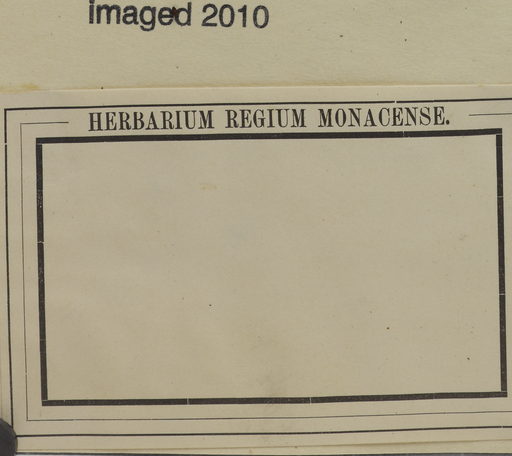 imaged 2010
HERBARIUM REGIUM MONACENSE.